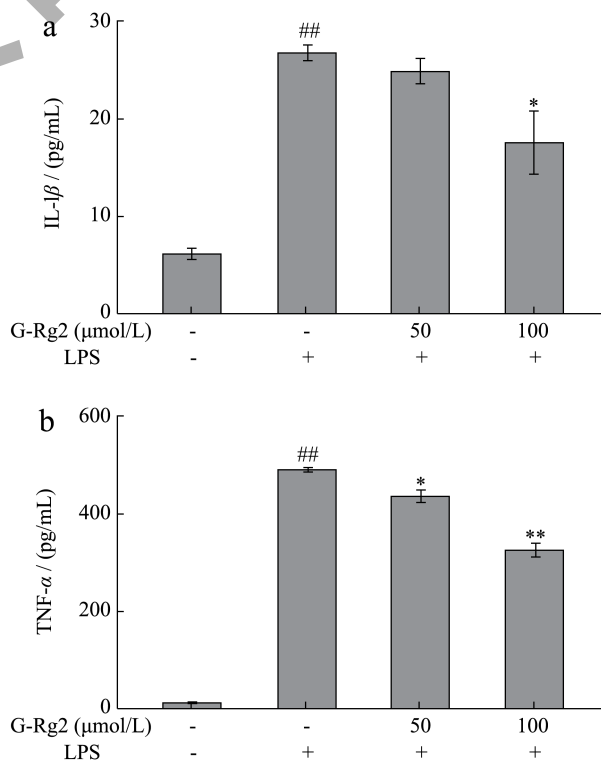 a
30
##
20
*
10
0
IL-1β / (pg/mL)
G-Rg2 (μmol/L) - - 50 100
LPS - + + +
b
600
##
*
400
**
200
0
TNF-α / (pg/mL)
G-Rg2 (μmol/L) - - 50 100
LPS - + + +